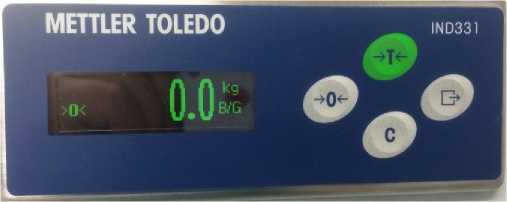 METTLER TOLEDO
IND331
→T←
>0<
0.0 kg
B/G
→0←
C